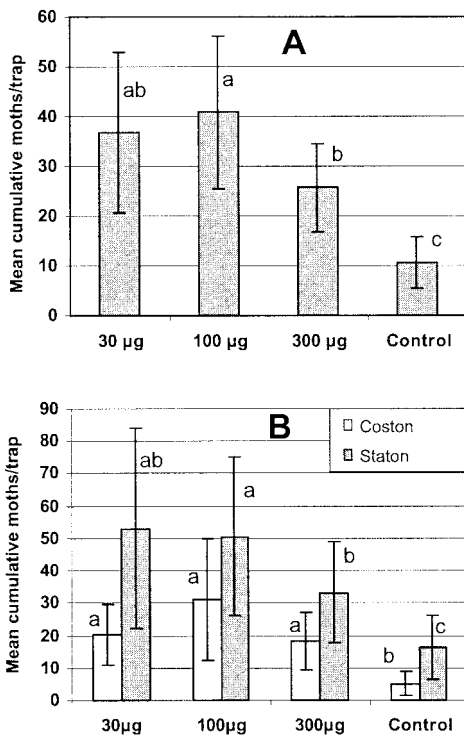 A
Mean cumulative moths/trap
60
50
40
30
20
10
0
ab
a
b
c
30 µg 100 µg 300 µg Control
B
Coston
Staton
Mean cumulative moths/trap
90
80
70
60
50
40
30
20
10
0
a ab
a a
a b
b c
30µg 100µg 300µg Control